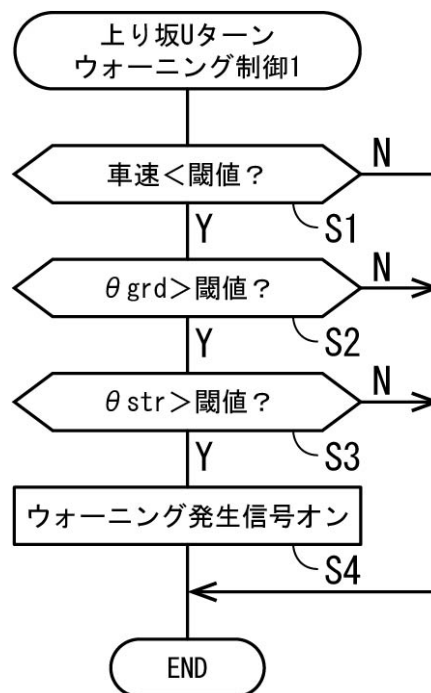 上り坂Uターン
ウォーニング制御1
車速＜閾値？
N
S1
Y
θgrd＞閾値？
N
S2
Y
θstr＞閾値？
N
S3
Y
ウォーニング発生信号オン
S4
END